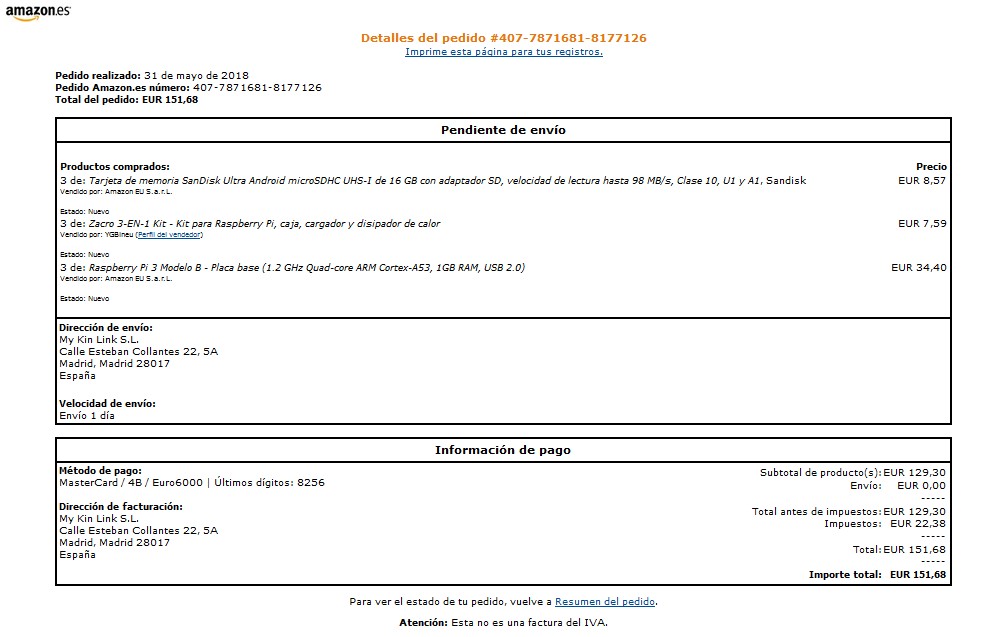 amazon.es
Detalles del pedido #407-7871681-8177126
Imprime esta página para tus registros.
Pedido realizado: 31 de mayo de 2018
Pedido Amazon.es número: 407-7871681-8177126
Total del pedido: EUR 151,68
Pendiente de envío
Productos comprados: Precio
3 de: Tarjeta de memoria SanDisk Ultra Android microSDHC UHS-I de 16 GB con adaptador SD, velocidad de lectura hasta 98 MB/s, Clase 10, U1 y A1, Sandisk EUR 8,57
Vendido por: Amazon EU S.a.r.L.
Estado: Nuevo
3 de: Zacro 3-EN-1 Kit - Kit para Raspberry Pi, caja, cargador y disipador de calor EUR 7,59
Vendido por: YGBIneu (Perfil del vendedor)
Estado: Nuevo
3 de: Raspberry Pi 3 Modelo B - Placa base (1.2 GHz Quad-core ARM Cortex-A53, 1GB RAM, USB 2.0) EUR 34,40
Vendido por: Amazon EU S.a.r.L.
Estado: Nuevo
Dirección de envío:
My Kin Link S.L.
Calle Esteban Collantes 22, 5A
Madrid, Madrid 28017
España
Velocidad de envío:
Envío 1 día
Información de pago
Método de pago:
MasterCard / 4B / Euro6000 | Últimos dígitos: 8256
Dirección de facturación:
My Kin Link S.L.
Calle Esteban Collantes 22, 5A
Madrid, Madrid 28017
España
Subtotal de producto(s): EUR 129,30
Envío: EUR 0,00
-----
Total antes de impuestos: EUR 129,30
Impuestos: EUR 22,38
-----
Total: EUR 151,68
-----
Importe total: EUR 151,68
Para ver el estado de tu pedido, vuelve a Resumen del pedido.
Atención: Esta no es una factura del IVA.